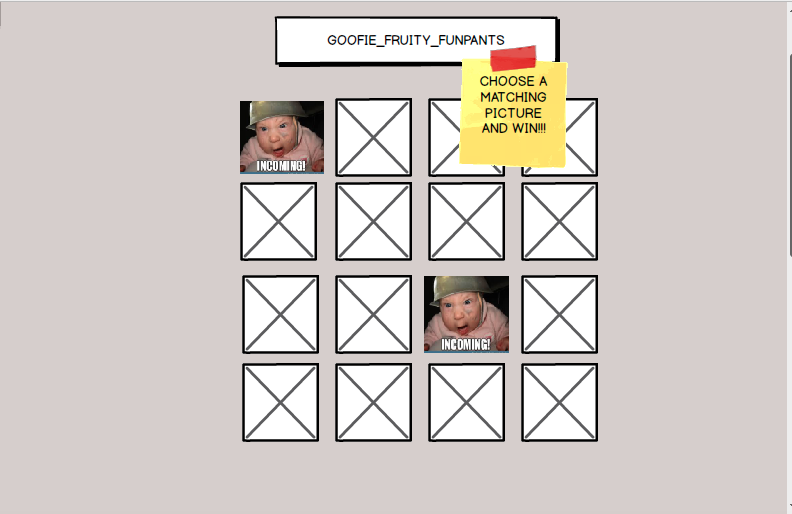 GOOFIE_FRUITY_FUNPANTS
CHOOSE A
MATCHING
PICTURE
AND WIN!!!
INCOMING!
INCOMING!